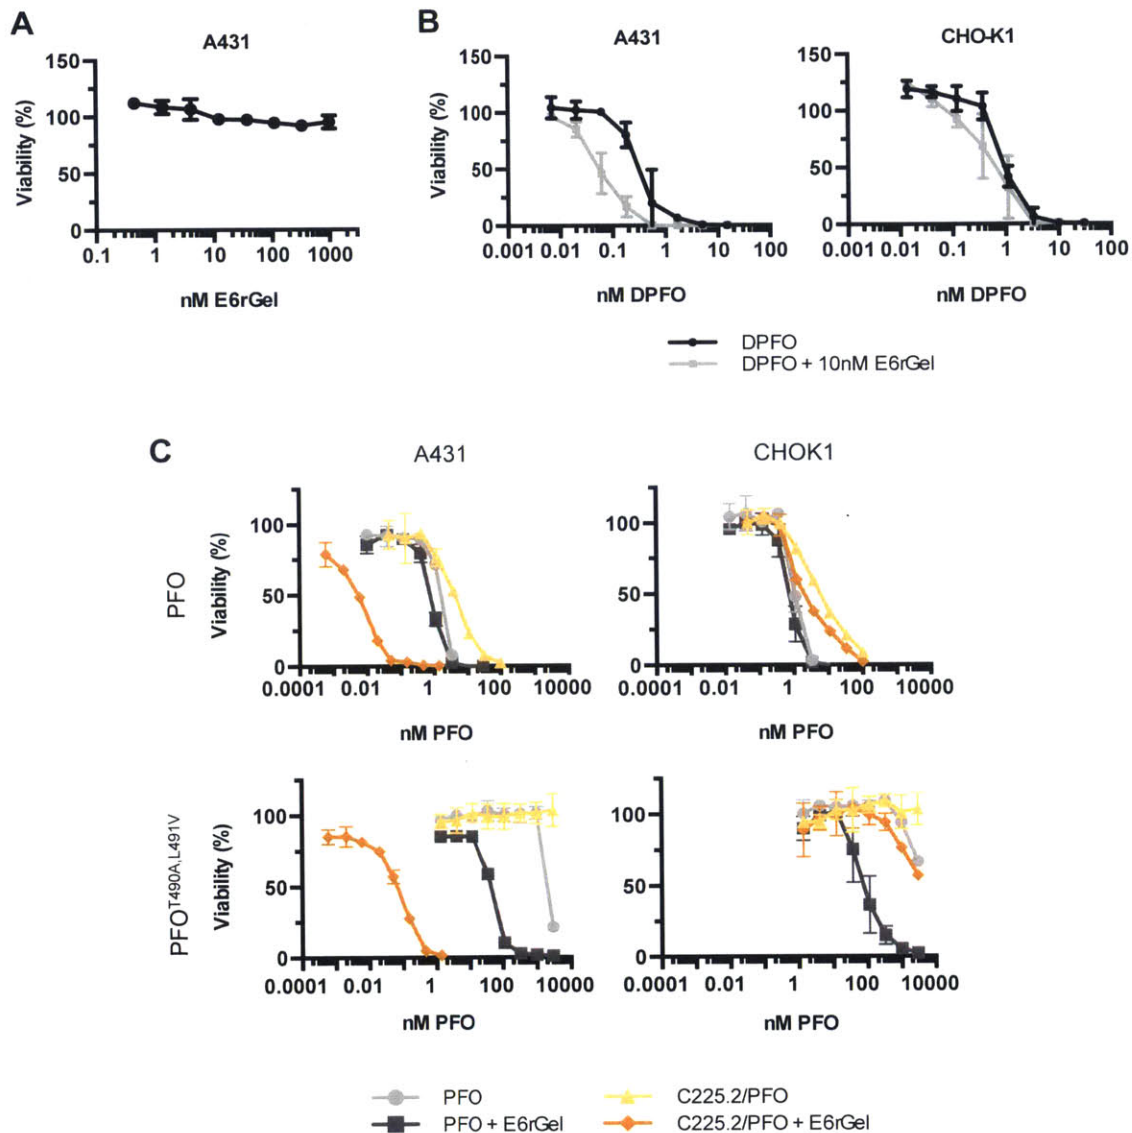 A
B
A431
A431
CHO-K1
150
100
50
0
Viability (%)
0.1 1 10 100 1000
nM E6rGel
150
100
50
0
Viability (%)
0.001 0.01 0.1 1 10 100
nM DPFO
150
100
50
0
0.001 0.01 0.1 1 10 100
nM DPFO
DPFO
DPFO + 10nM E6rGel
C
A431
CHOK1
PFO
Viability (%)
100
50
0
0.0001 0.01 1 100 10000
nM PFO
100
50
0
0.0001 0.01 1 100 10000
nM PFO
PFO^T490A,L491V
Viability (%)
100
50
0
0.0001 0.01 1 100 10000
nM PFO
100
50
0
0.0001 0.01 1 100 10000
nM PFO
PFO
C225.2/PFO
PFO + E6rGel
C225.2/PFO + E6rGel